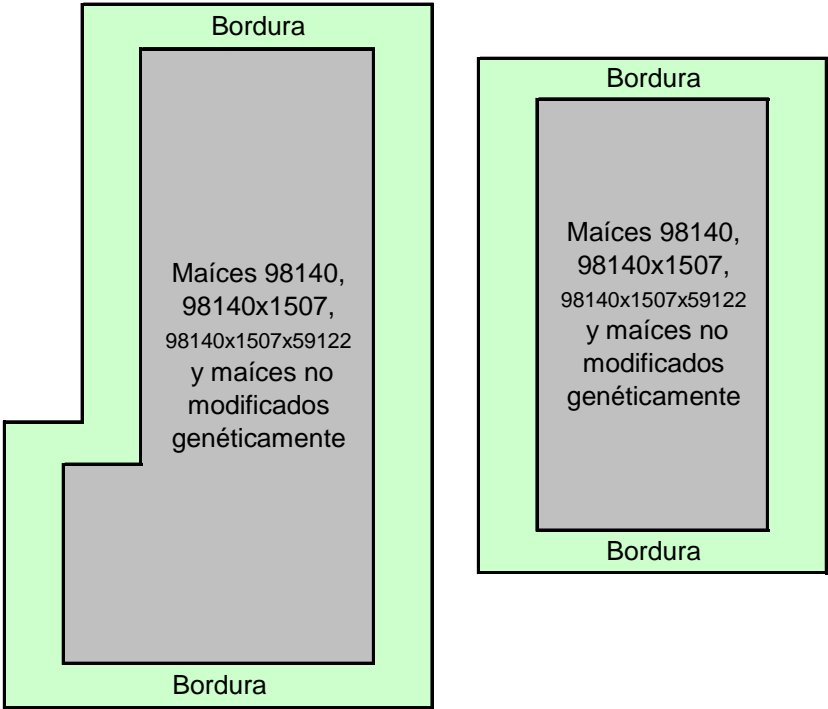 Bordura
Maíces 98140,
98140x1507,
98140x1507x59122
y maíces no
modificados
genéticamente
Bordura
Bordura
Maíces 98140,
98140x1507,
98140x1507x59122
y maíces no
modificados
genéticamente
Bordura